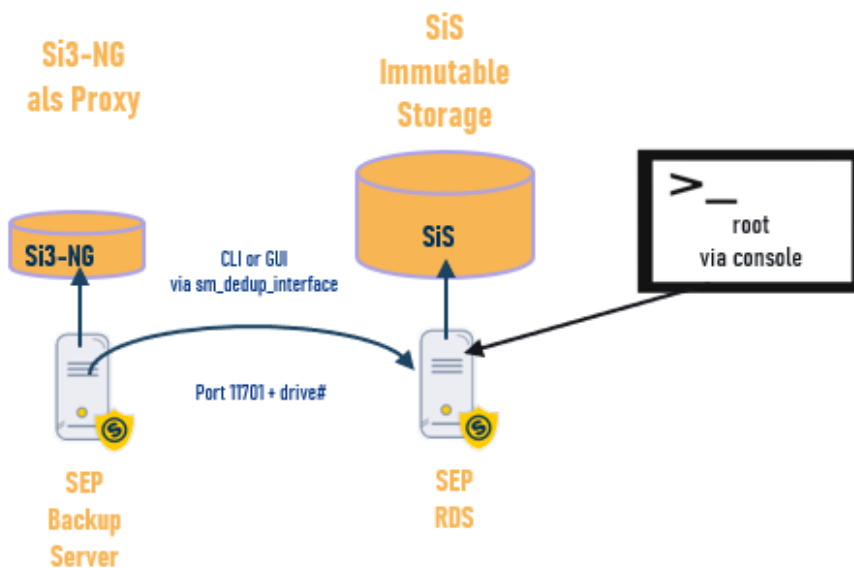 Si3-NG
als Proxy
SiS
Immutable
Storage
>_
root
via console
Si3-NG
SiS
CLI or GUI
via sm_dedup_interface
Port 11701 + drive#
S
S
SEP
Backup
Server
SEP
RDS